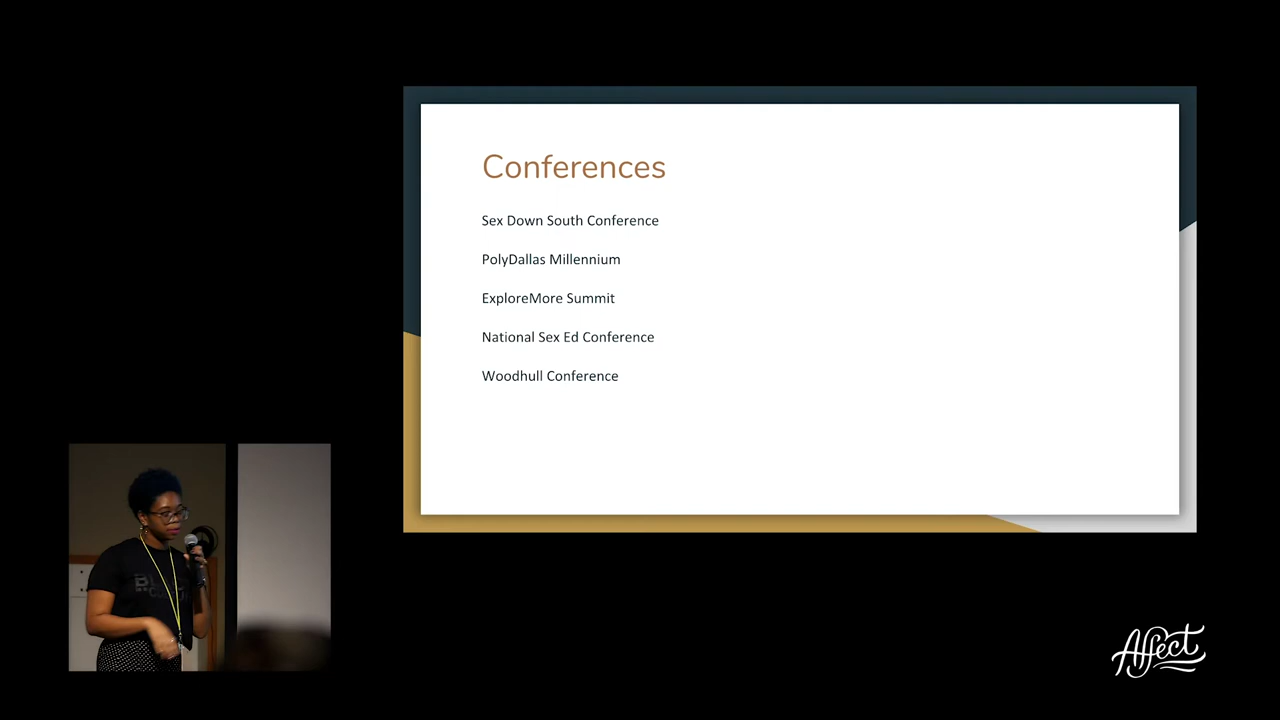 Conferences
Sex Down South Conference
PolyDallas Millennium
ExploreMore Summit
National Sex Ed Conference
Woodhull Conference
Affect